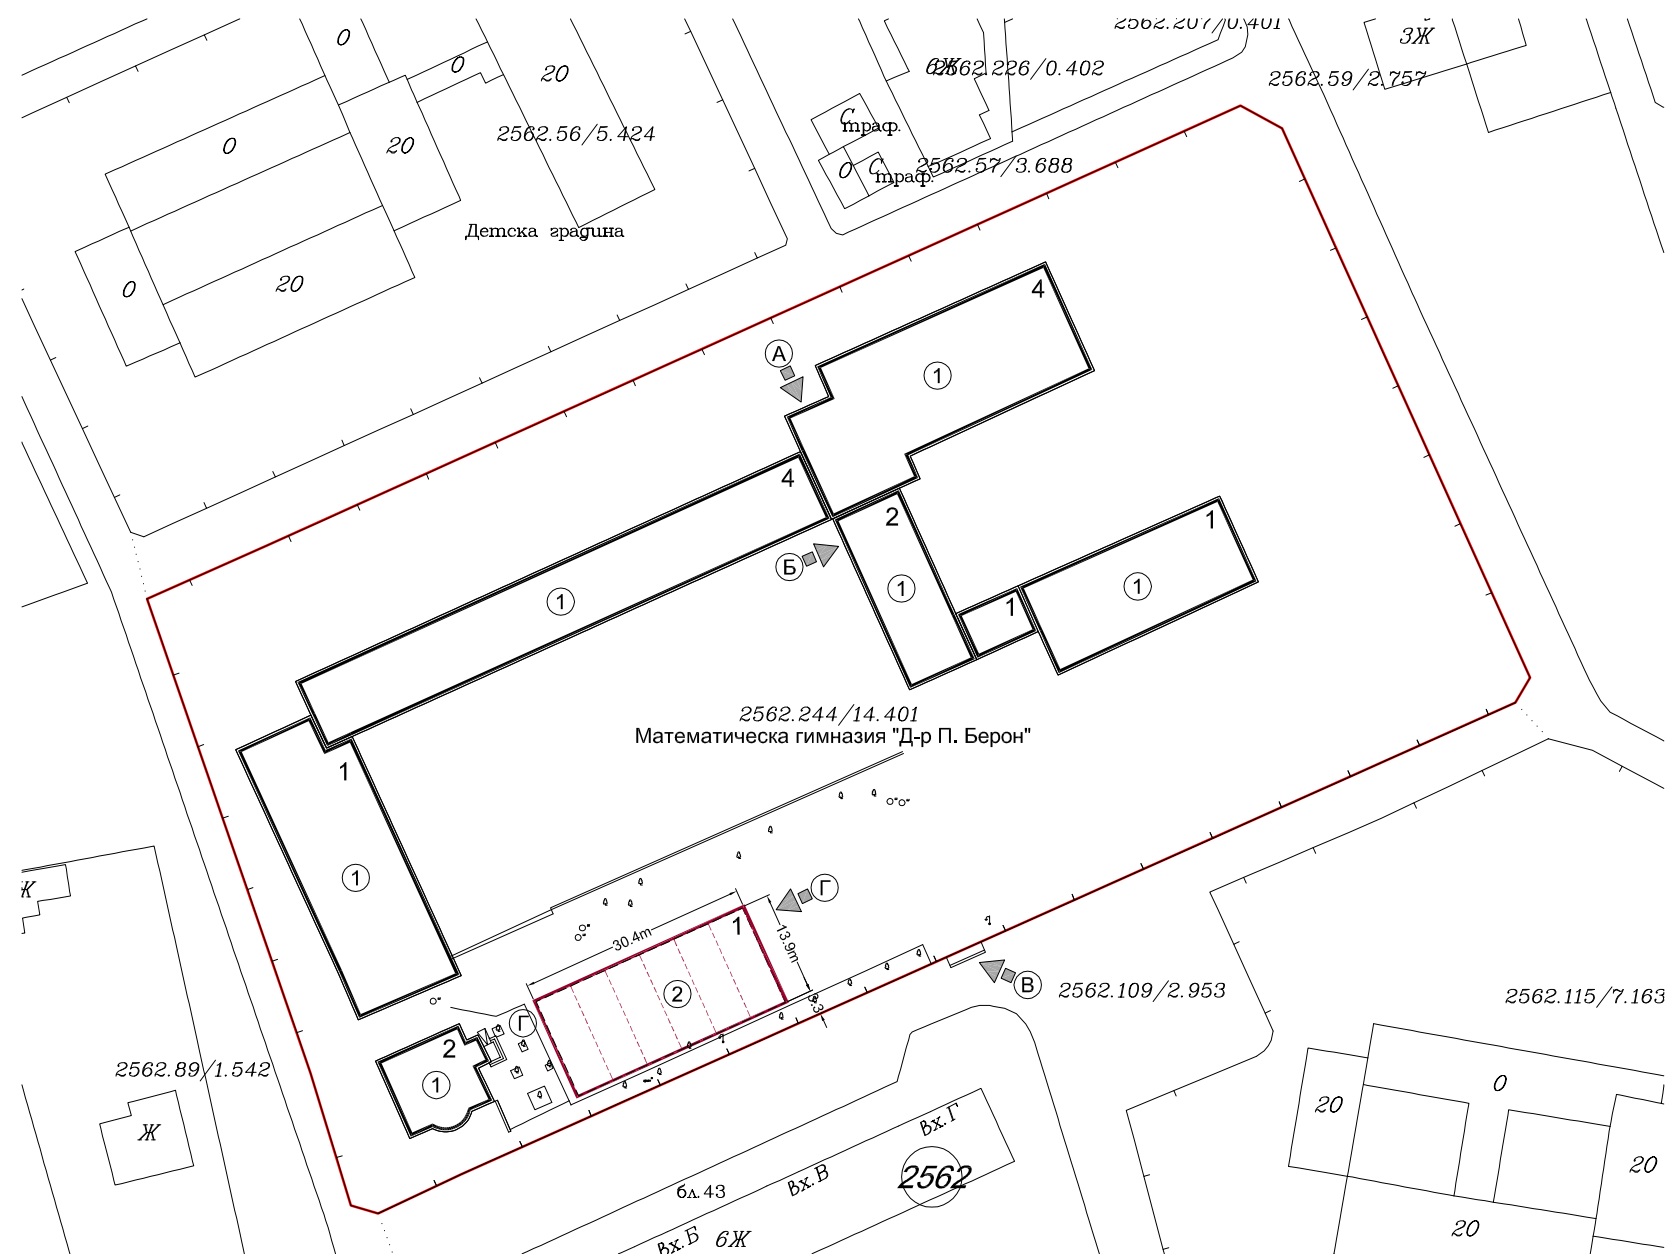 2562.207/0.401
0
3Ж
6Ж
2562.226/0.402
0
20
2562.59/2.757
С
траф.
2562.56/5.424
0
20
2562.57/3.688
0
С
траф.
Детска градина
0
20
4
А
1
4
2
1
Б
1
1
1
1
2562.244/14.401
Математическа гимназия "Д-р П. Берон"
1
1
Ж
Г
1
30.4m
13.9m
2
3.3
В
2562.109/2.953
2562.115/7.163
Г
М
2
1
2562.89/1.542
0
20
Ж
вх.Г
20
2562
вх.В
бл.43
20
вх.Б
6Ж